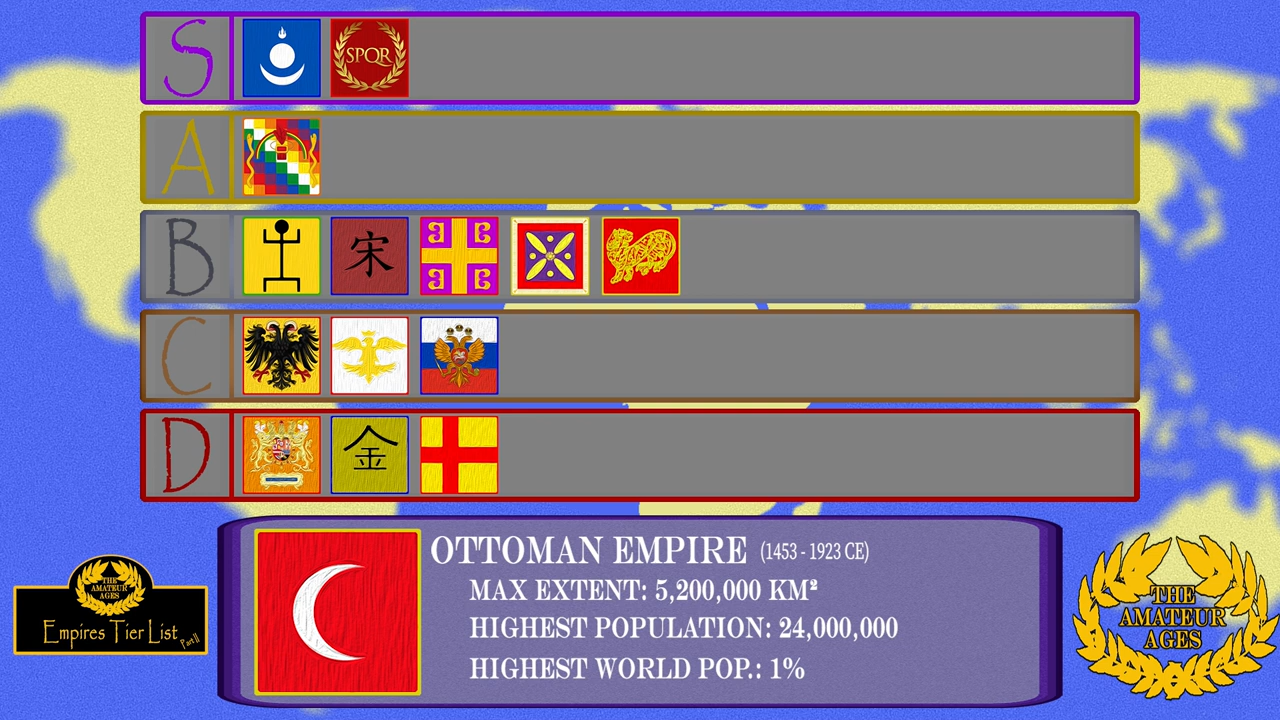 S
SPQR
A
B
宋
C
D
金
OTTOMAN EMPIRE (1453 - 1923 CE)
MAX EXTENT: 5,200,000 KM²
HIGHEST POPULATION: 24,000,000
HIGHEST WORLD POP.: 1%
THE
AMATEUR
AGES
Empires Tier List Part II
THE
AMATEUR
AGES